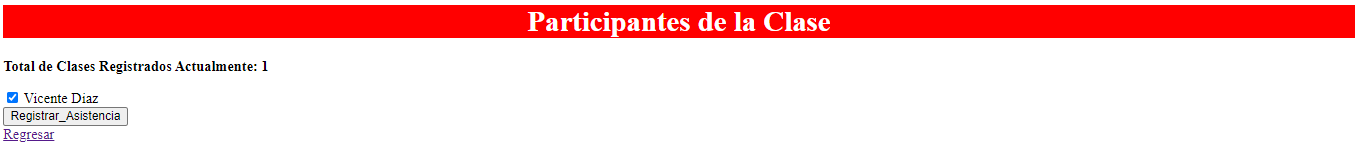 Participantes de la Clase
Total de Clases Registrados Actualmente: 1
Vicente Diaz
Registrar_Asistencia
Regresar